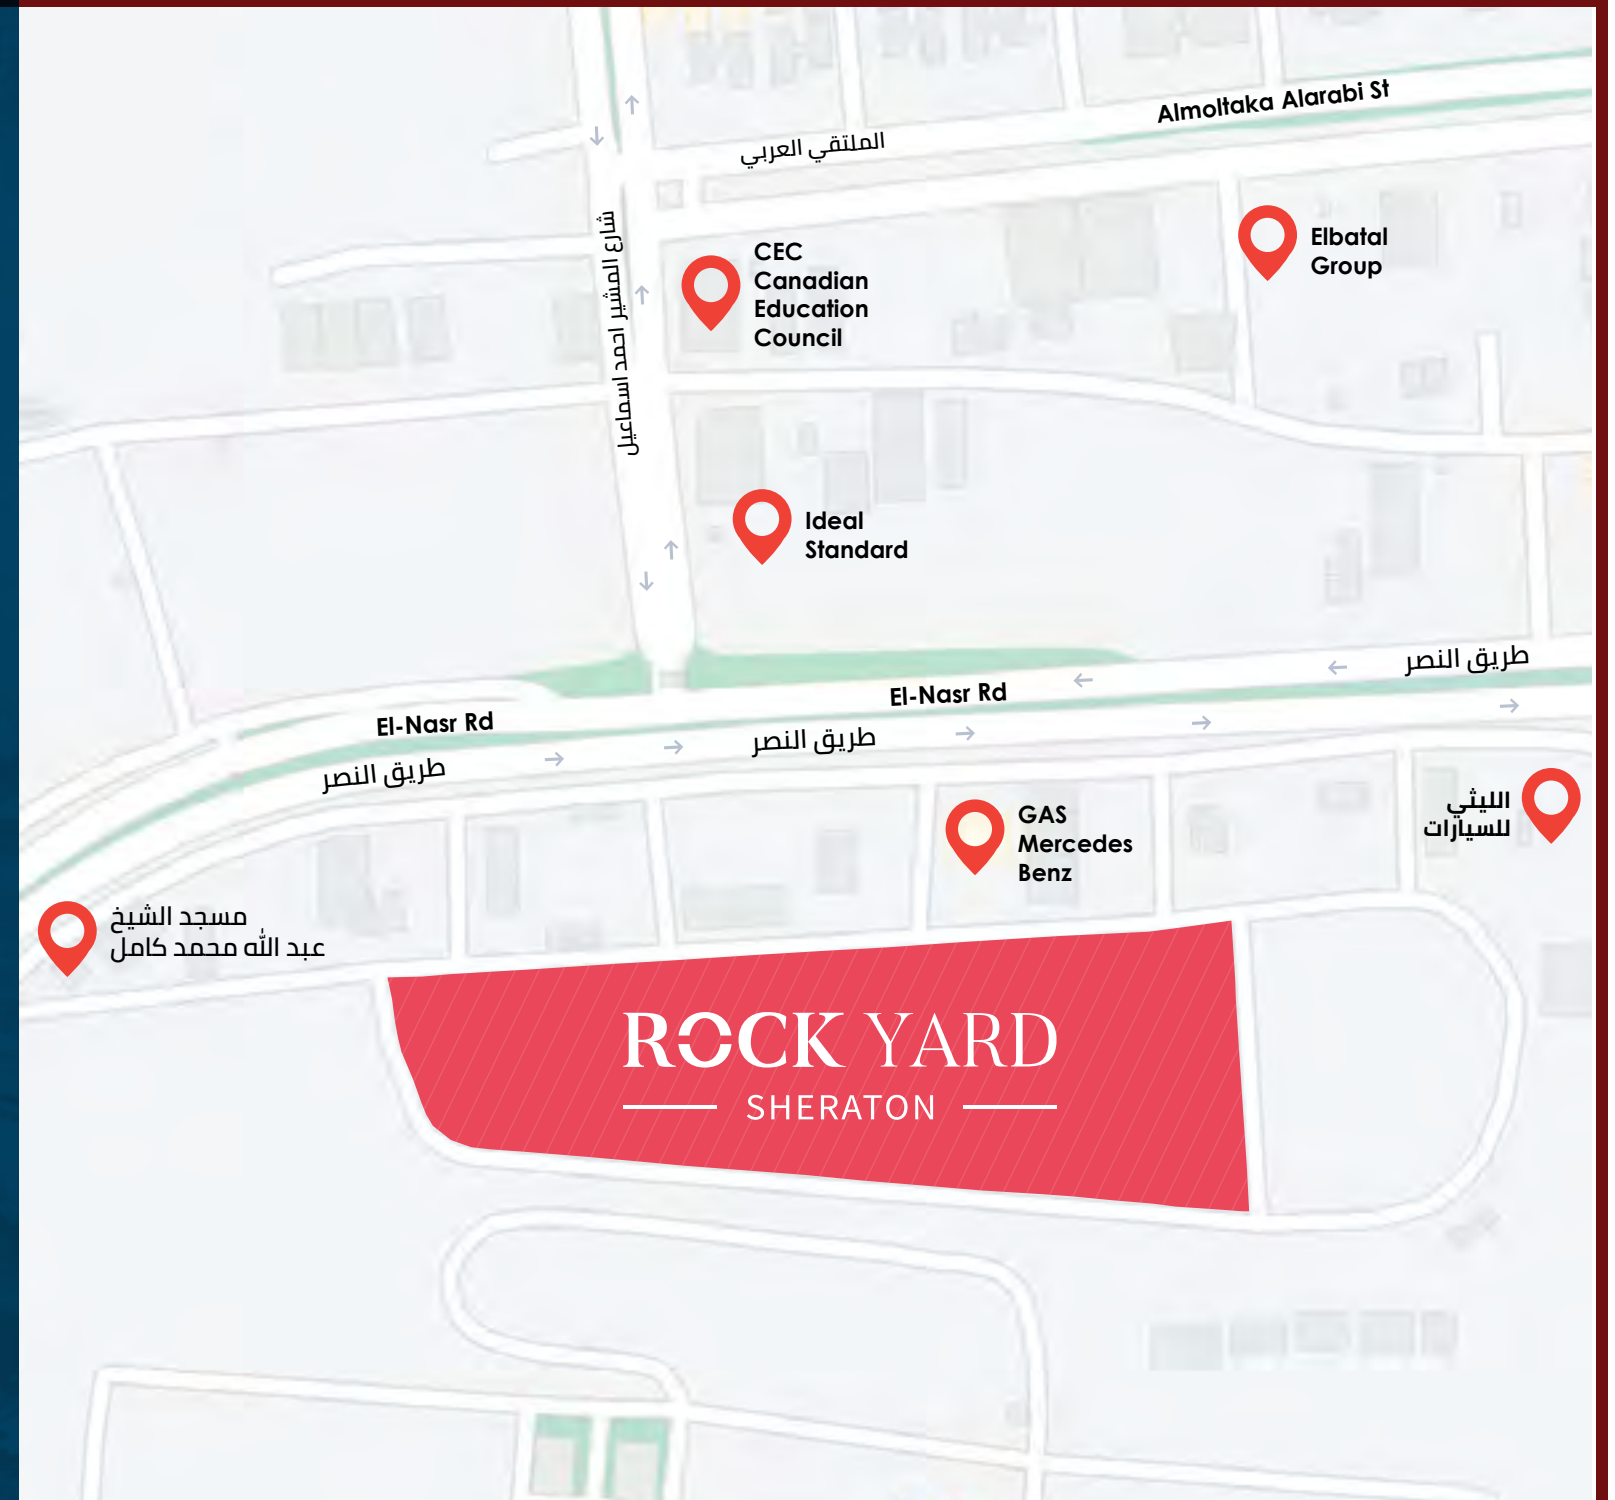 Almoltaka Alarabi St
الملتقي العربي
شارع المشير احمد اسماعيل
CEC
Canadian
Education
Council
Elbatal
Group
Ideal
Standard
طريق النصر
El-Nasr Rd
El-Nasr Rd
طريق النصر
طريق النصر
GAS
Mercedes
Benz
الليثي
للسيارات
مسجد الشيخ
عبد الله محمد كامل
ROCK YARD
SHERATON